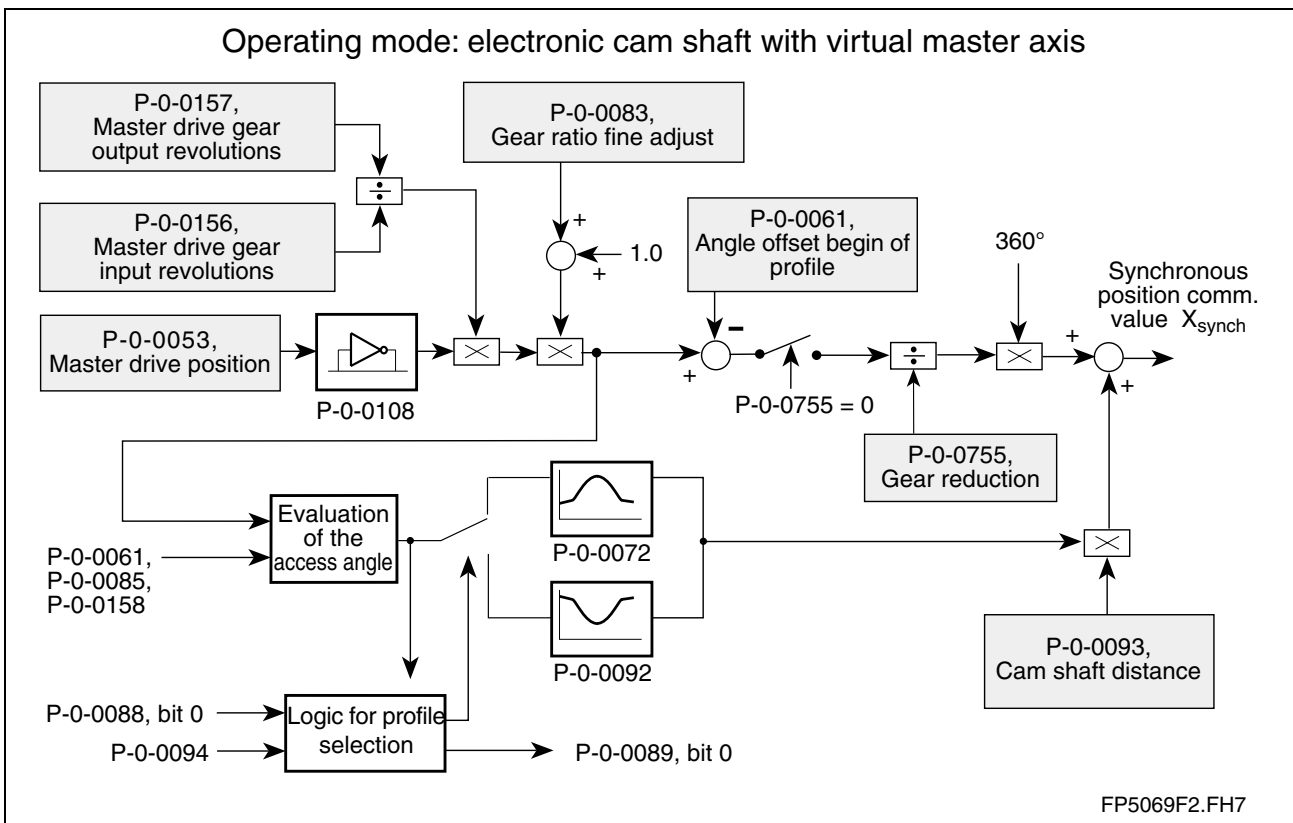 Operating mode: electronic cam shaft with virtual master axis
P-0-0157,
Master drive gear
output revolutions
P-0-0083,
Gear ratio fine adjust
÷
P-0-0156,
Master drive gear
input revolutions
+
1.0
+
P-0-0061,
Angle offset begin of
profile
360°
Synchronous
position comm.
value Xsynch
P-0-0053,
Master drive position
P-0-0108
×
×
–
+
÷
×
+
+
P-0-0755 = 0
P-0-0755,
Gear reduction
Evaluation
of the
access angle
P-0-0061,
P-0-0085,
P-0-0158
P-0-0072
×
P-0-0092
P-0-0093,
Cam shaft distance
P-0-0088, bit 0
P-0-0094
Logic for profile
selection
P-0-0089, bit 0
FP5069F2.FH7